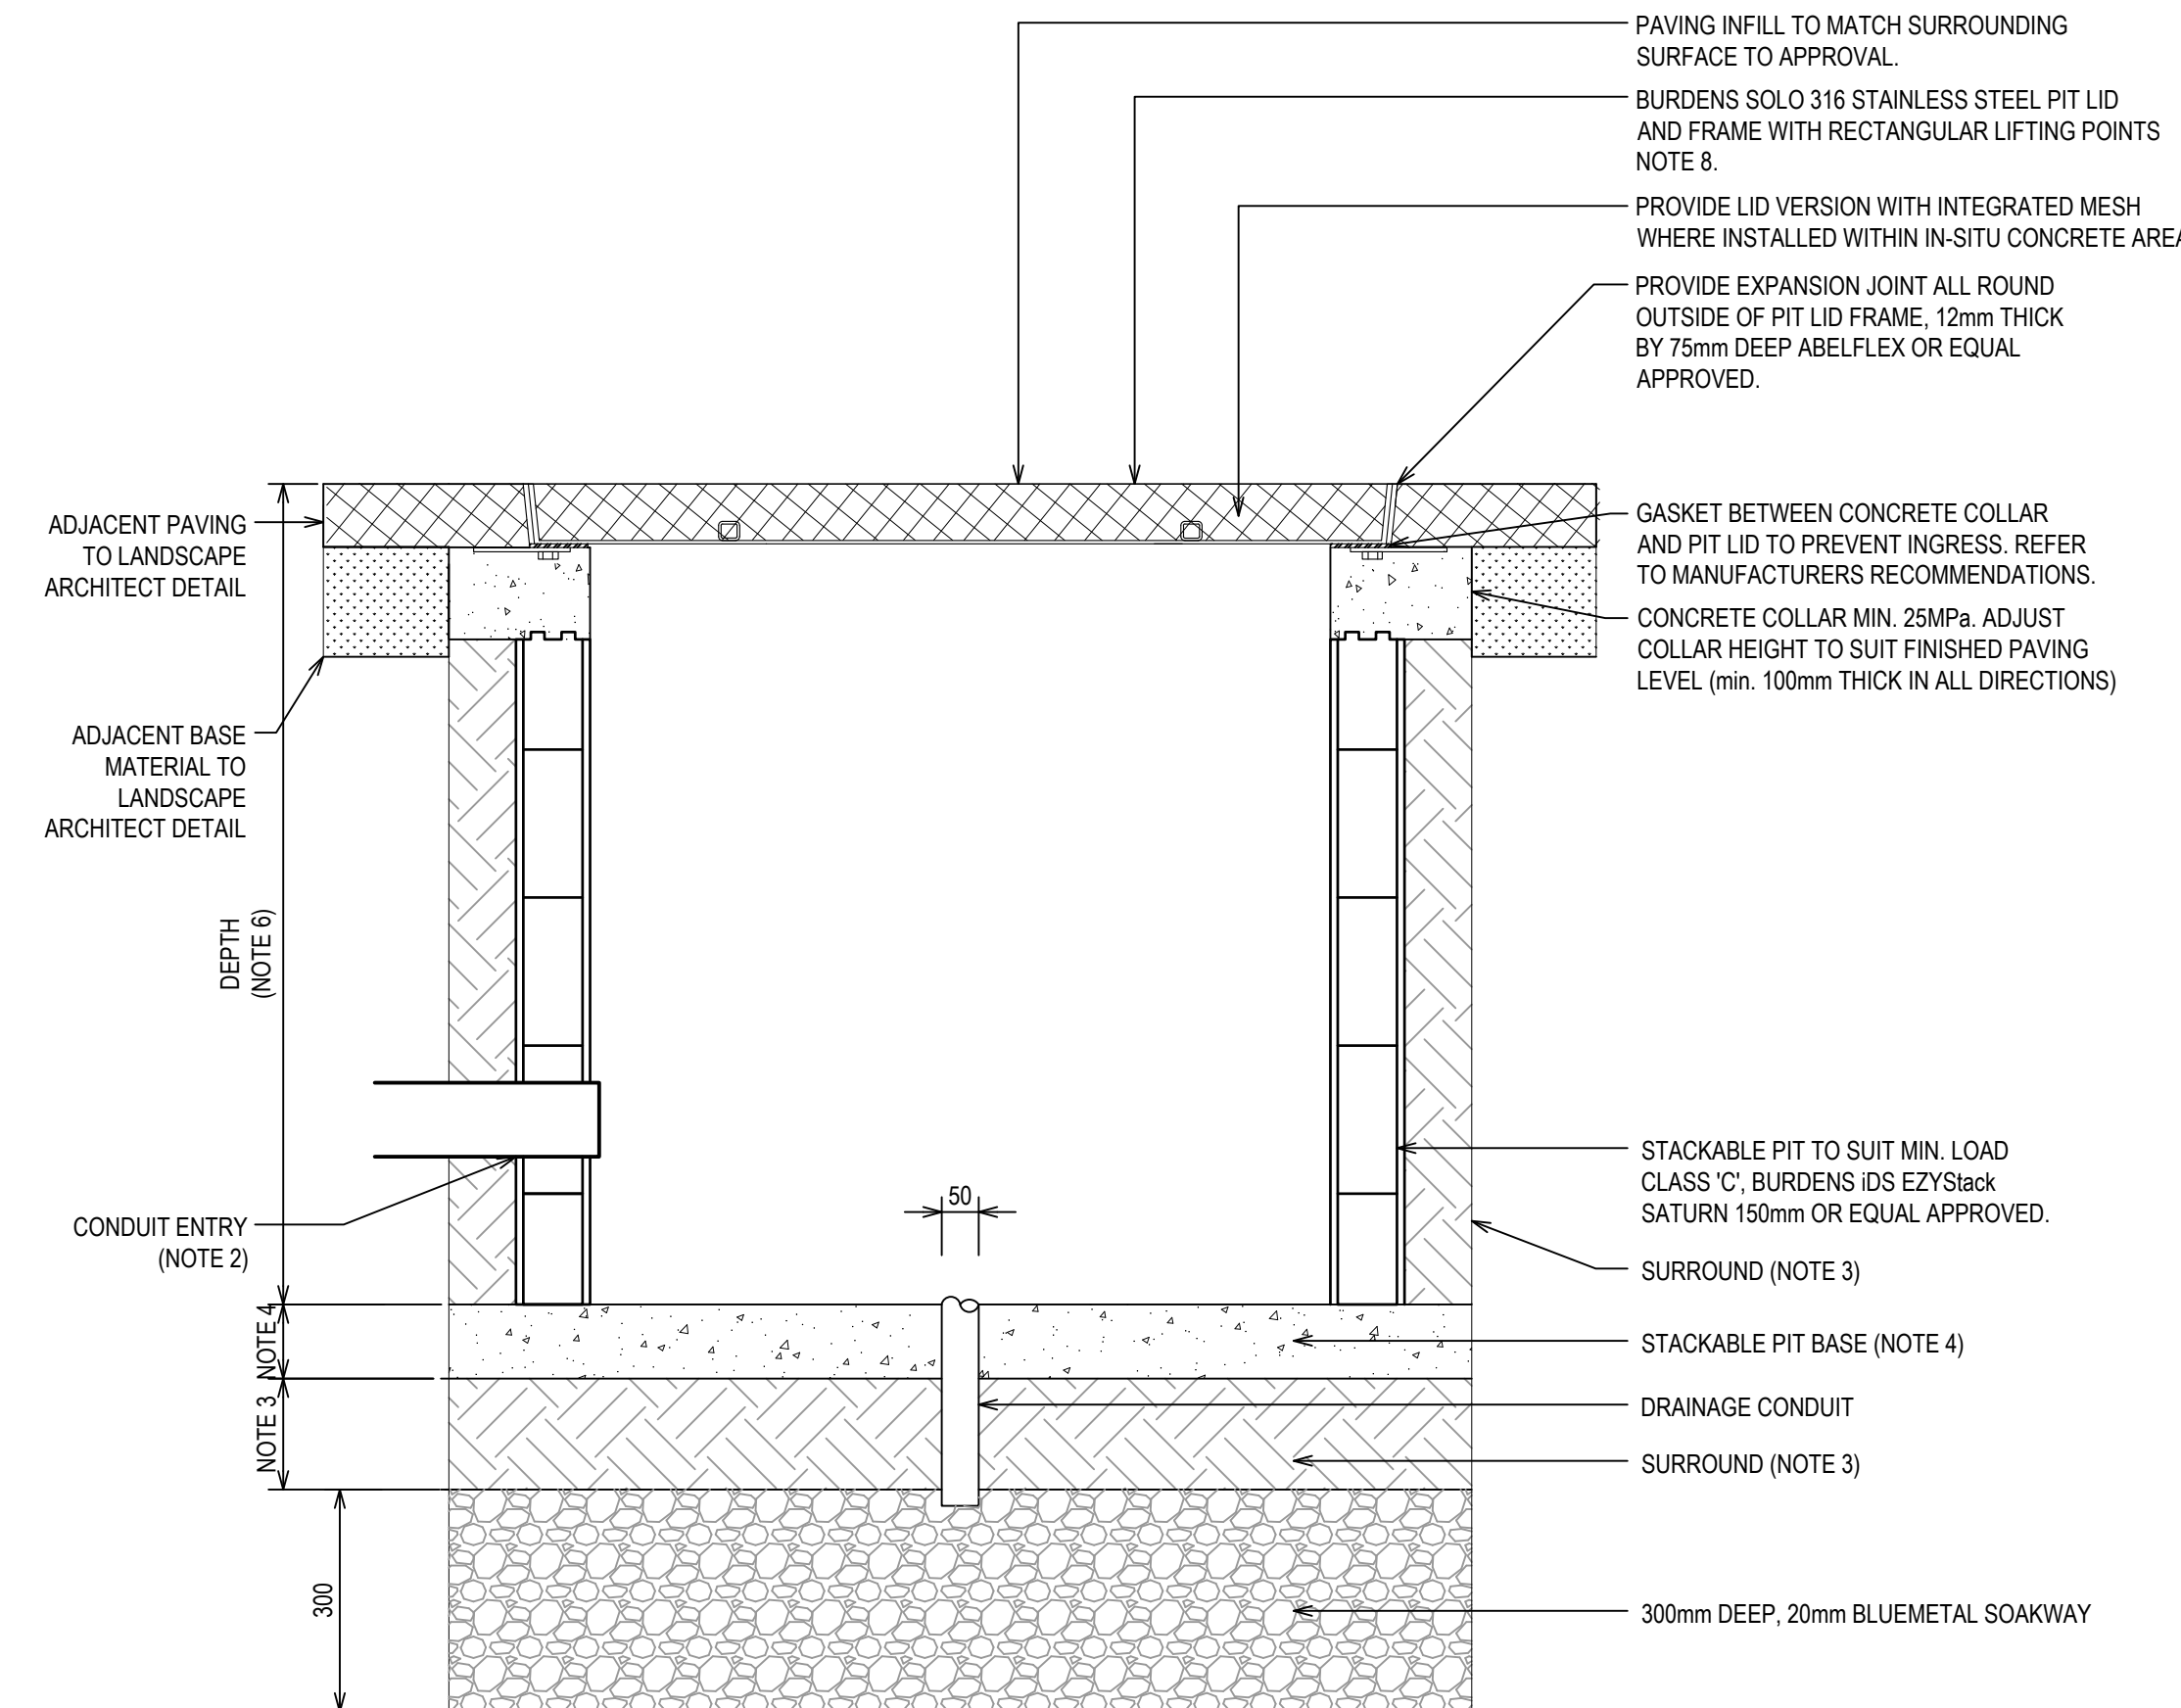 PAVING INFILL TO MATCH SURROUNDING
SURFACE TO APPROVAL.
BURDENS SOLO 316 STAINLESS STEEL PIT LID
AND FRAME WITH RECTANGULAR LIFTING POINTS
NOTE 8.
PROVIDE LID VERSION WITH INTEGRATED MESH
WHERE INSTALLED WITHIN IN-SITU CONCRETE AREA
PROVIDE EXPANSION JOINT ALL ROUND
OUTSIDE OF PIT LID FRAME, 12mm THICK
BY 75mm DEEP ABELFLEX OR EQUAL
APPROVED.
GASKET BETWEEN CONCRETE COLLAR
AND PIT LID TO PREVENT INGRESS. REFER
TO MANUFACTURERS RECOMMENDATIONS.
CONCRETE COLLAR MIN. 25MPa. ADJUST
COLLAR HEIGHT TO SUIT FINISHED PAVING
LEVEL (min. 100mm THICK IN ALL DIRECTIONS)
ADJACENT PAVING
TO LANDSCAPE
ARCHITECT DETAIL
ADJACENT BASE
MATERIAL TO
LANDSCAPE
ARCHITECT DETAIL
DEPTH
(NOTE 6)
CONDUIT ENTRY
(NOTE 2)
50
STACKABLE PIT TO SUIT MIN. LOAD
CLASS 'C', BURDENS iDS EZYStack
SATURN 150mm OR EQUAL APPROVED.
SURROUND (NOTE 3)
NOTE 4
STACKABLE PIT BASE (NOTE 4)
DRAINAGE CONDUIT
NOTE 3
SURROUND (NOTE 3)
300
300mm DEEP, 20mm BLUEMETAL SOAKWAY